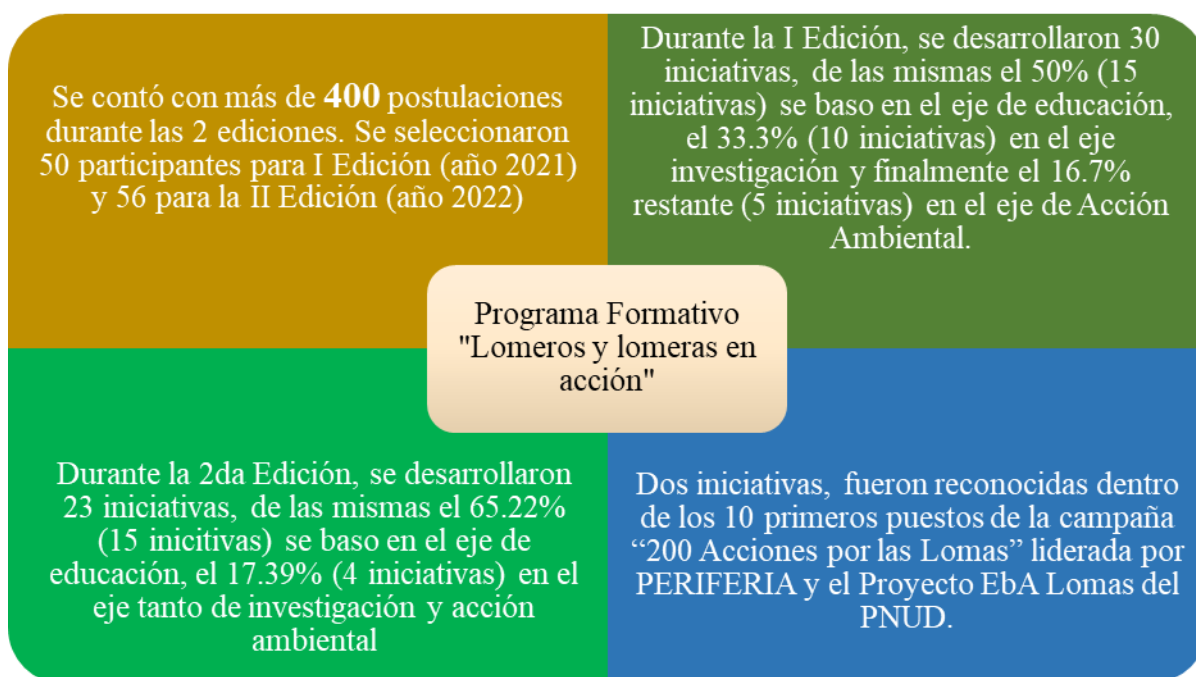 Se contó con más de 400 postulaciones
durante las 2 ediciones. Se seleccionaron
50 participantes para I Edición (año 2021)
y 56 para la II Edición (año 2022)
Durante la I Edición, se desarrollaron 30
iniciativas, de las mismas el 50% (15
iniciativas) se baso en el eje de educación,
el 33.3% (10 iniciativas) en el eje
investigación y finalmente el 16.7%
restante (5 iniciativas) en el eje de Acción
Ambiental.
Programa Formativo
"Lomeros y lomeras en
acción"
Durante la 2da Edición, se desarrollaron
23 iniciativas, de las mismas el 65.22%
(15 inicitivas) se baso en el eje de
educación, el 17.39% (4 iniciativas) en el
eje tanto de investigación y acción
ambiental
Dos iniciativas, fueron reconocidas dentro
de los 10 primeros puestos de la campaña
“200 Acciones por las Lomas” liderada por
PERIFERIA y el Proyecto EbA Lomas del
PNUD.